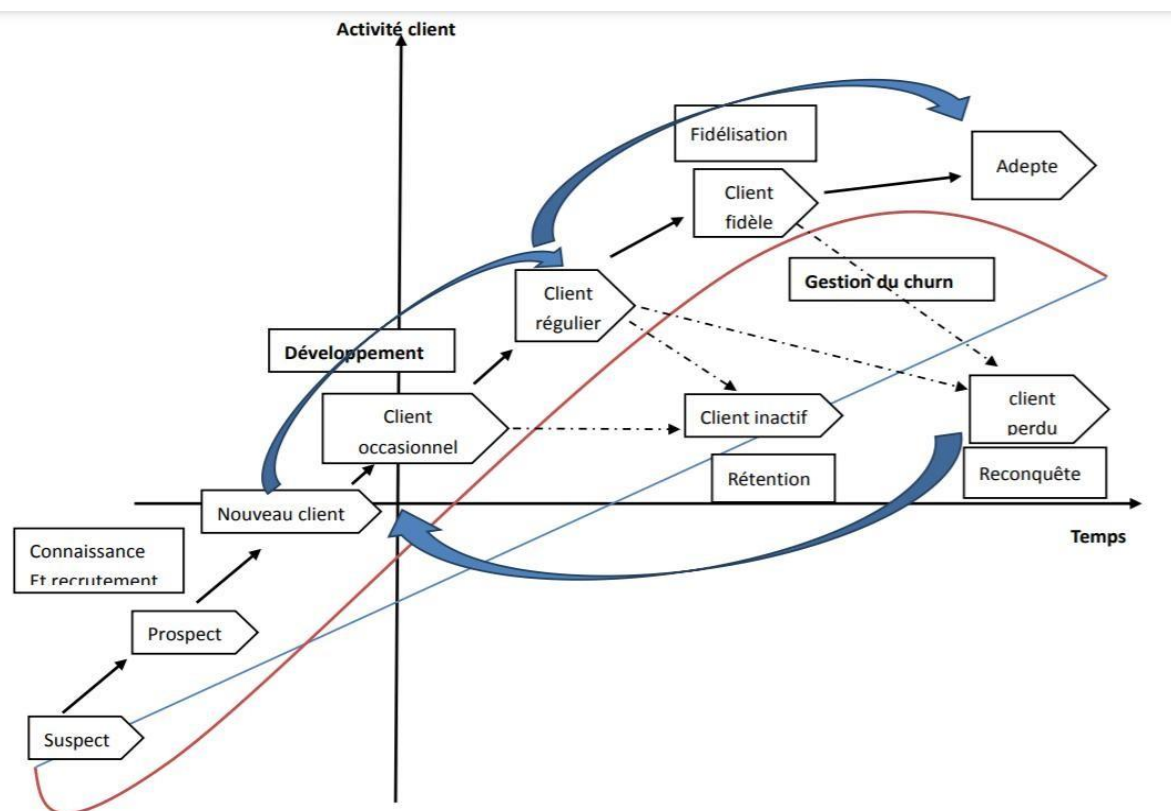 Activité client
Fidélisation
Adepte
Client
fidèle
Gestion du churn
Client
régulier
Développement
Client
occasionnel
Client inactif
client
perdu
Rétention
Reconquête
Nouveau client
Temps
Connaissance
Et recrutement
Prospect
Suspect